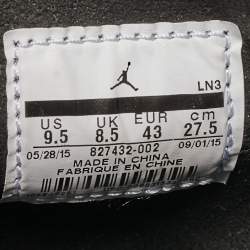 LN3
US UK EUR cm
9.5 8.5 43 27.5
05/28/15 827432-002 09/01/15
MADE IN CHINA
FABRIQUE EN CHINE